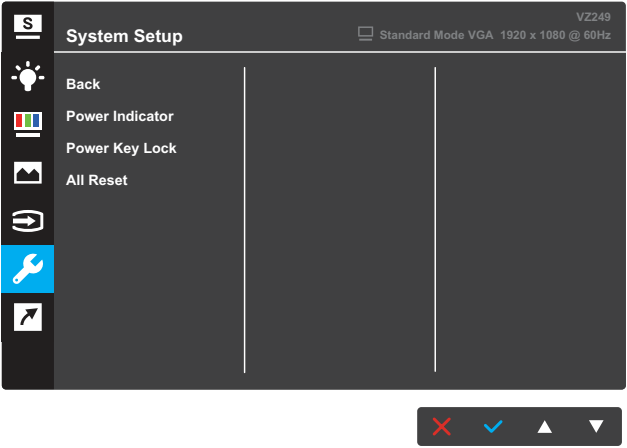 S
VZ249
System Setup
Standard Mode VGA 1920 x 1080 @ 60Hz
Back
Power Indicator
Power Key Lock
All Reset